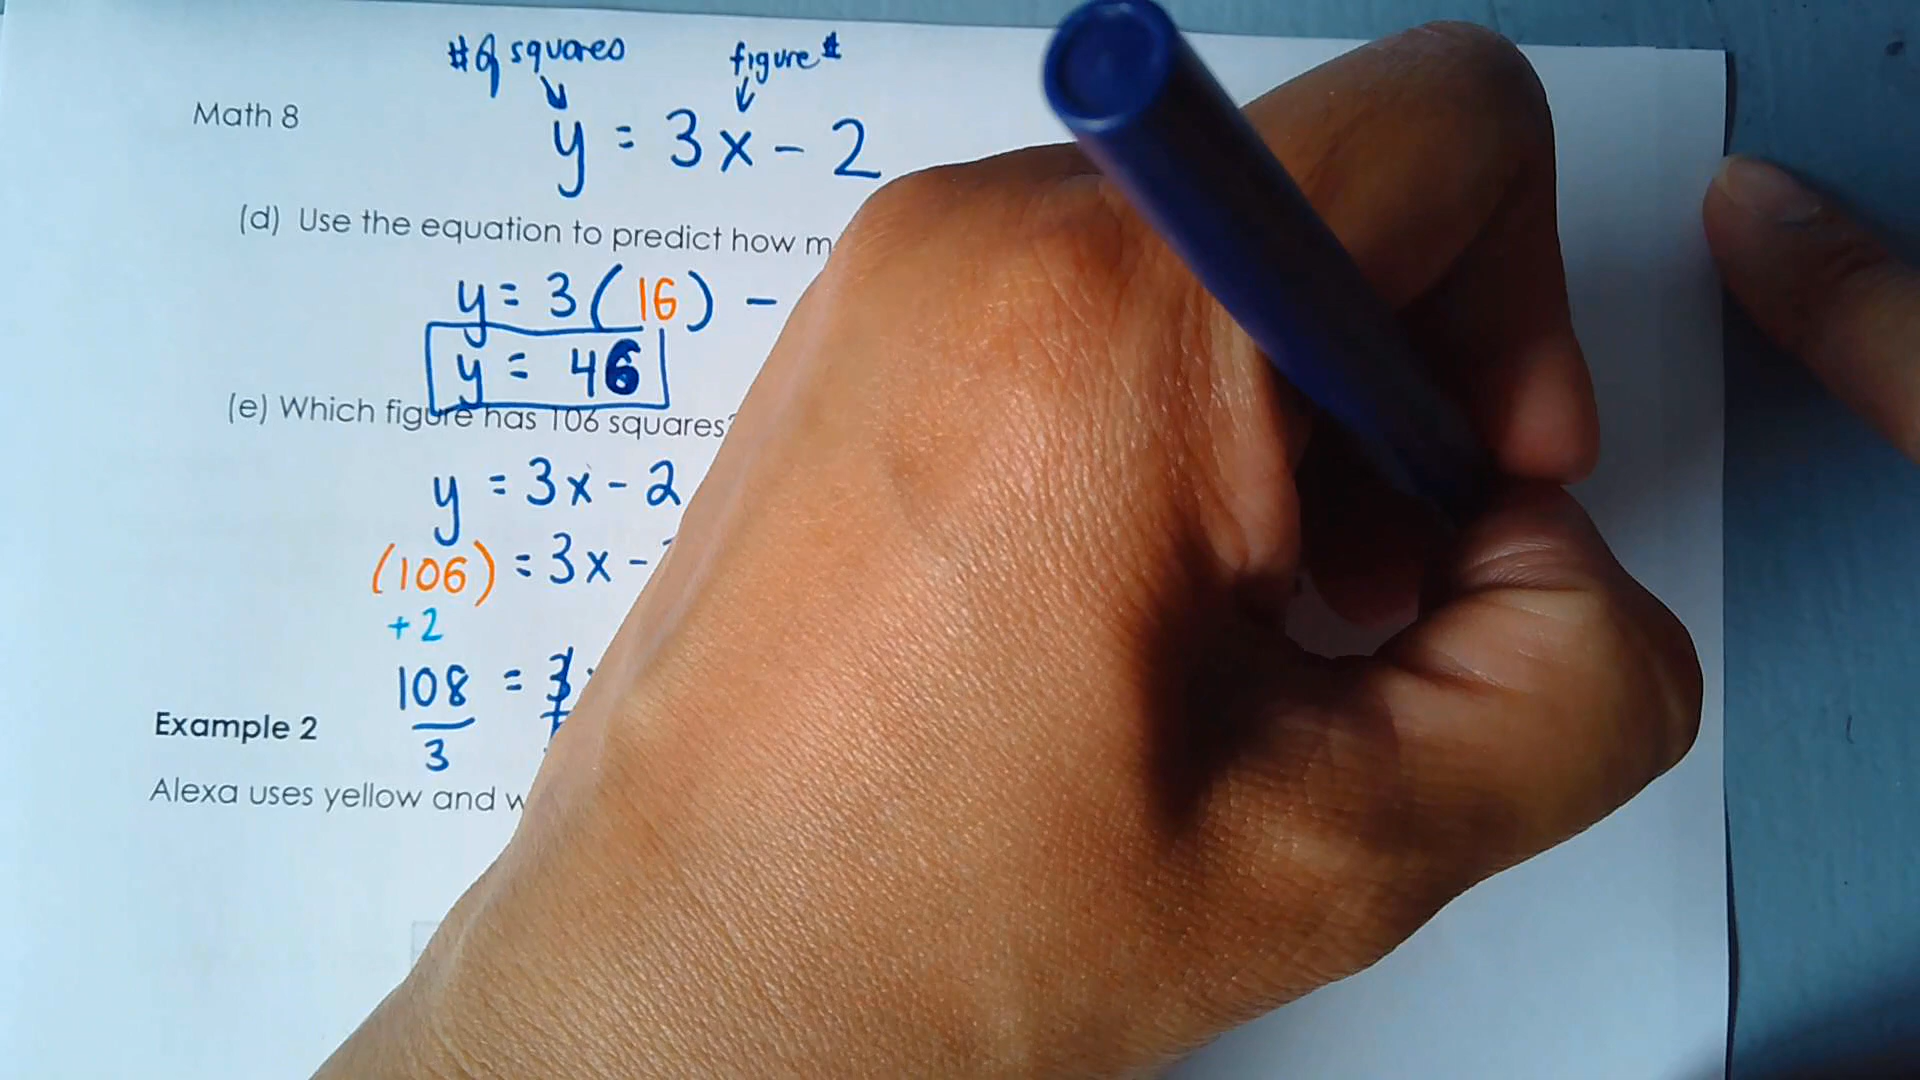 # of squares figure #
Math 8
y = 3x - 2
(d) Use the equation to predict how m
y = 3(16) -
y = 46
(e) Which figure has 106 squares?
y = 3x - 2
(106) = 3x -
+2
108 = 3
3
Example 2
Alexa uses yellow and w